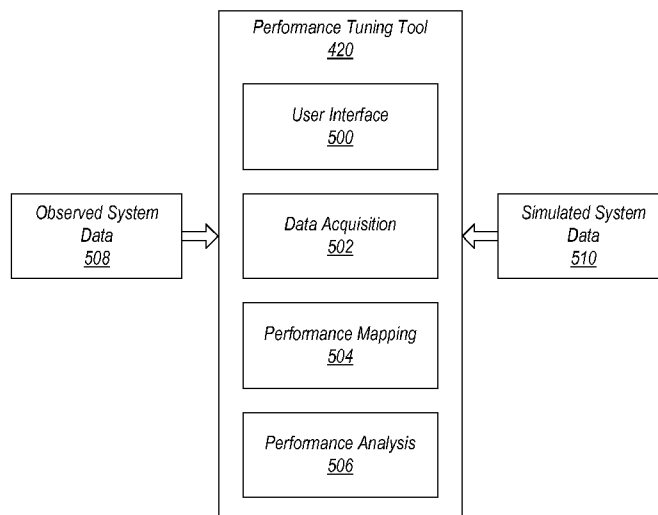 Performance Tuning Tool
420
User Interface
500
Observed System
Data
508
Data Acquisition
502
Simulated System
Data
510
Performance Mapping
504
Performance Analysis
506